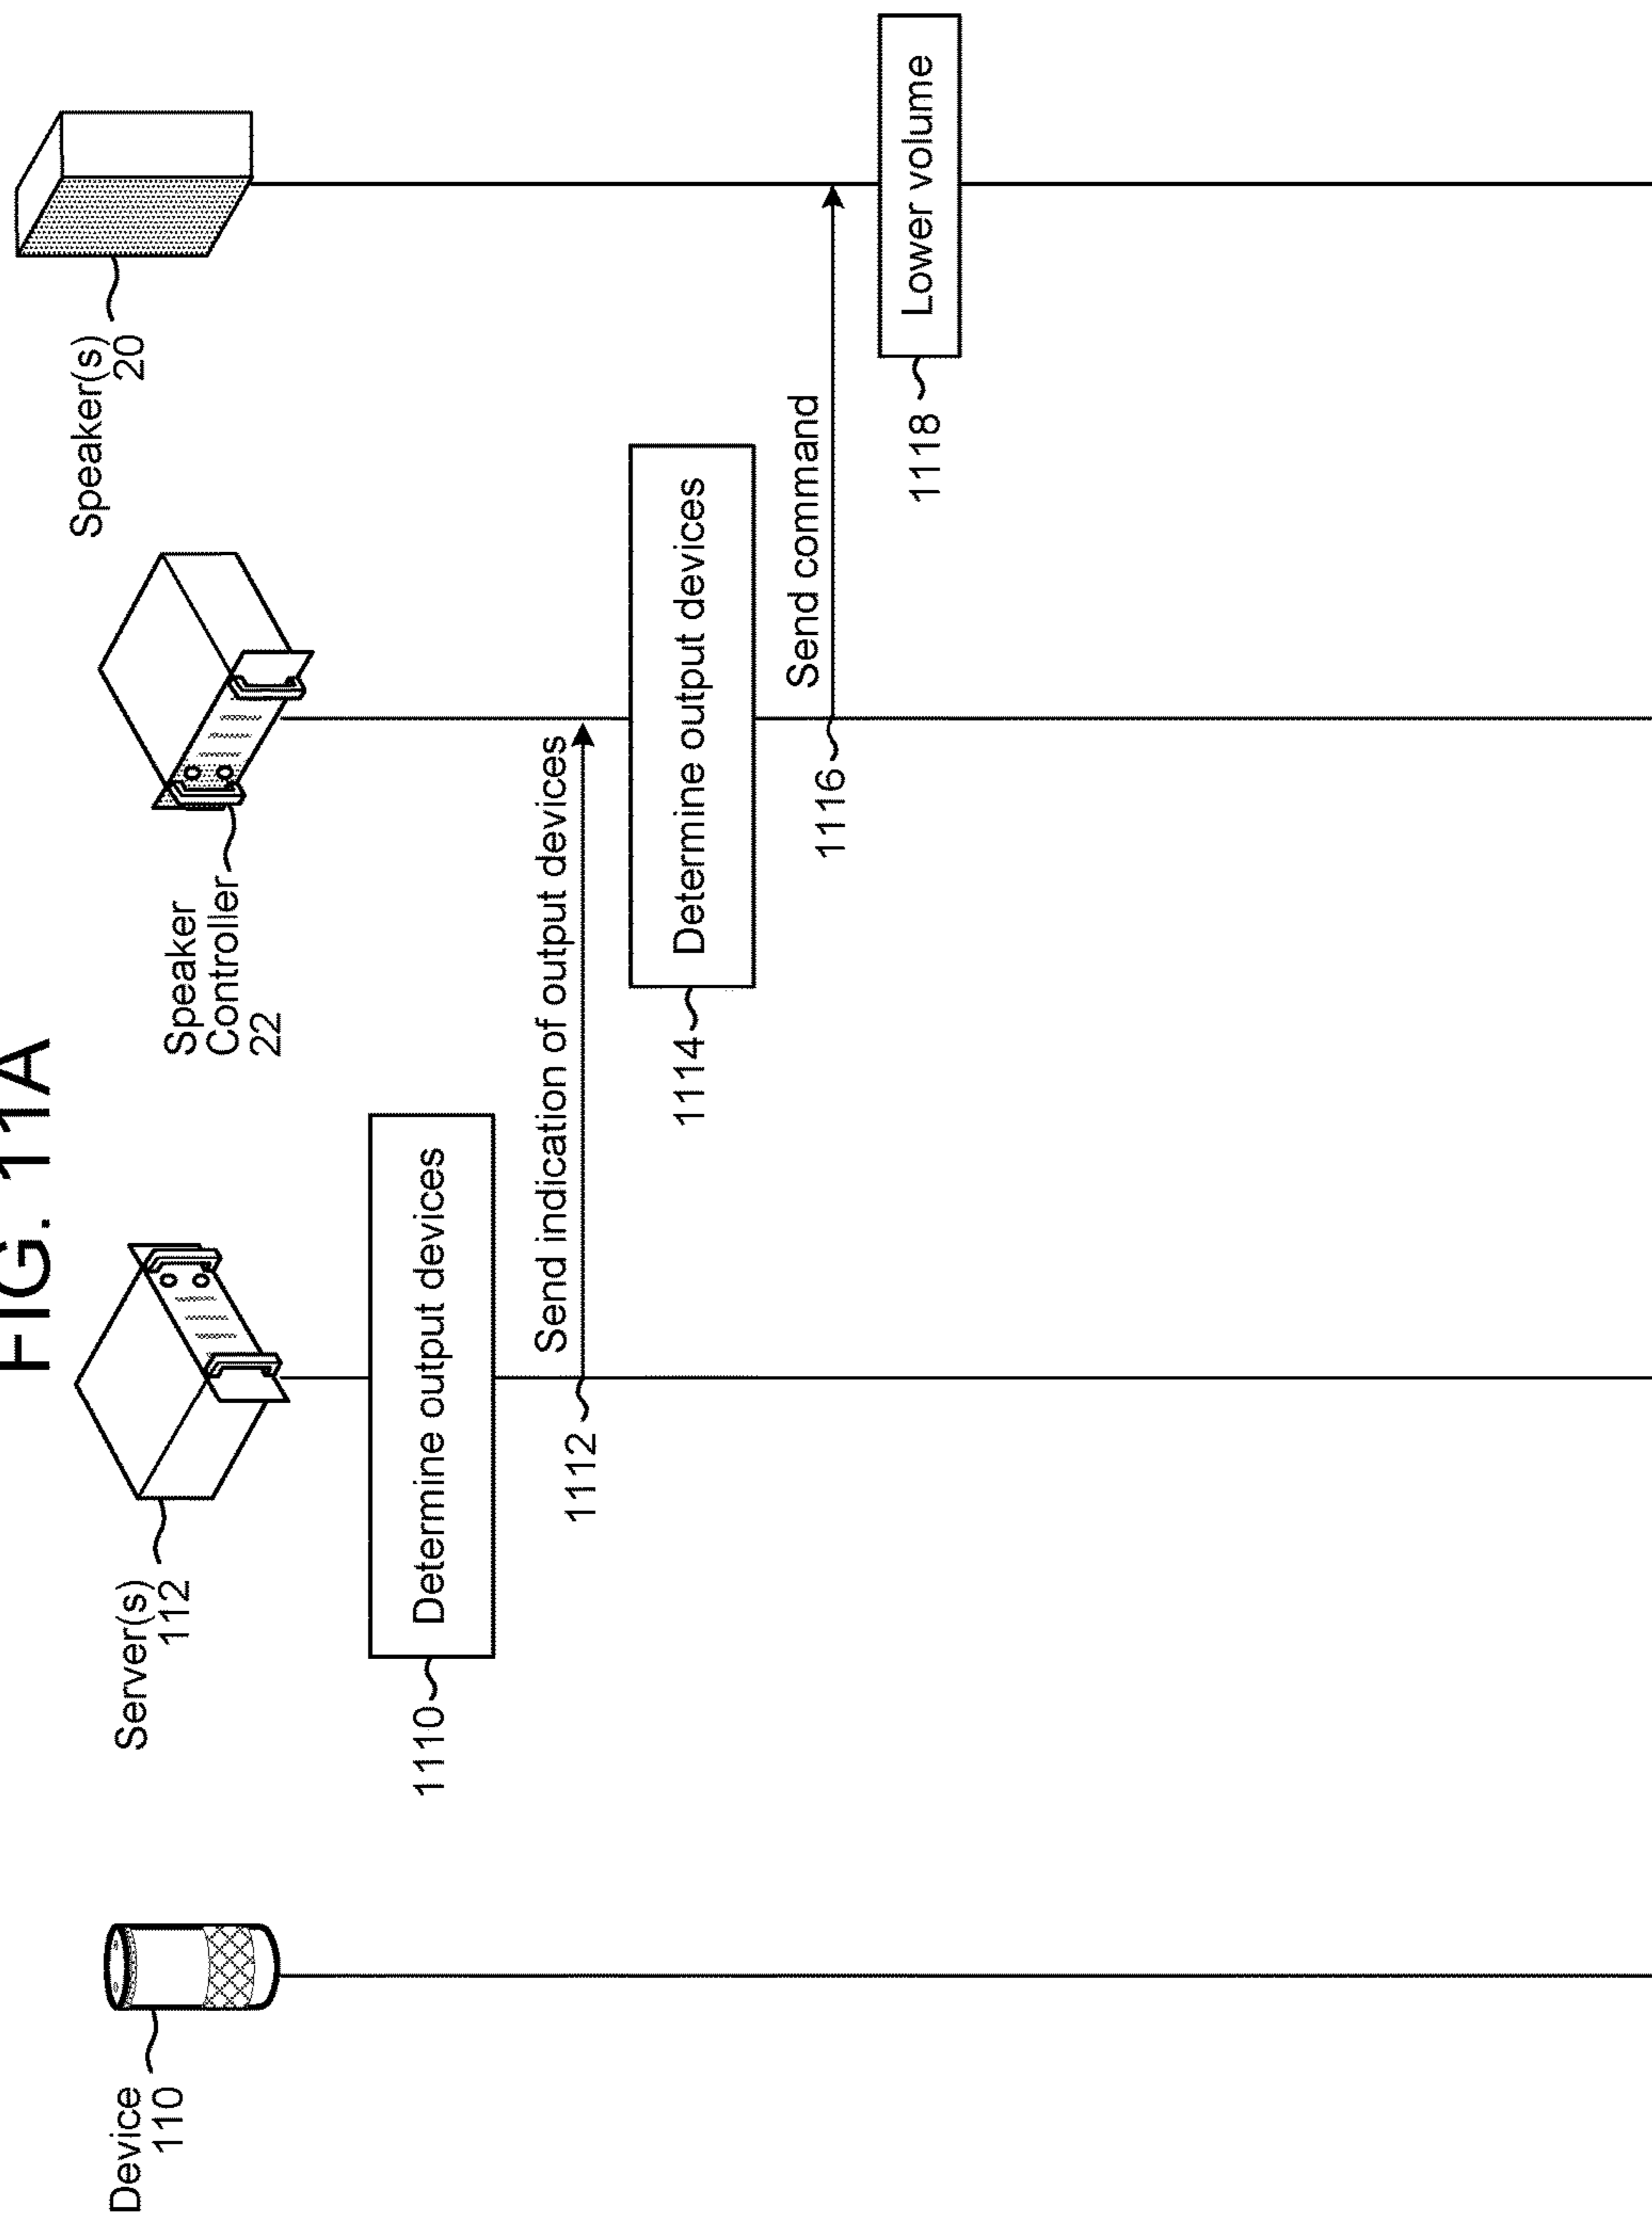 FIG. 11A
Device
110
Server(s)
112
Speaker
Controller
22
Speaker(s)
20
1110
Determine output devices
Send indication of output devices
1112
1114
Determine output devices
Send command
1116
1118
Lower volume